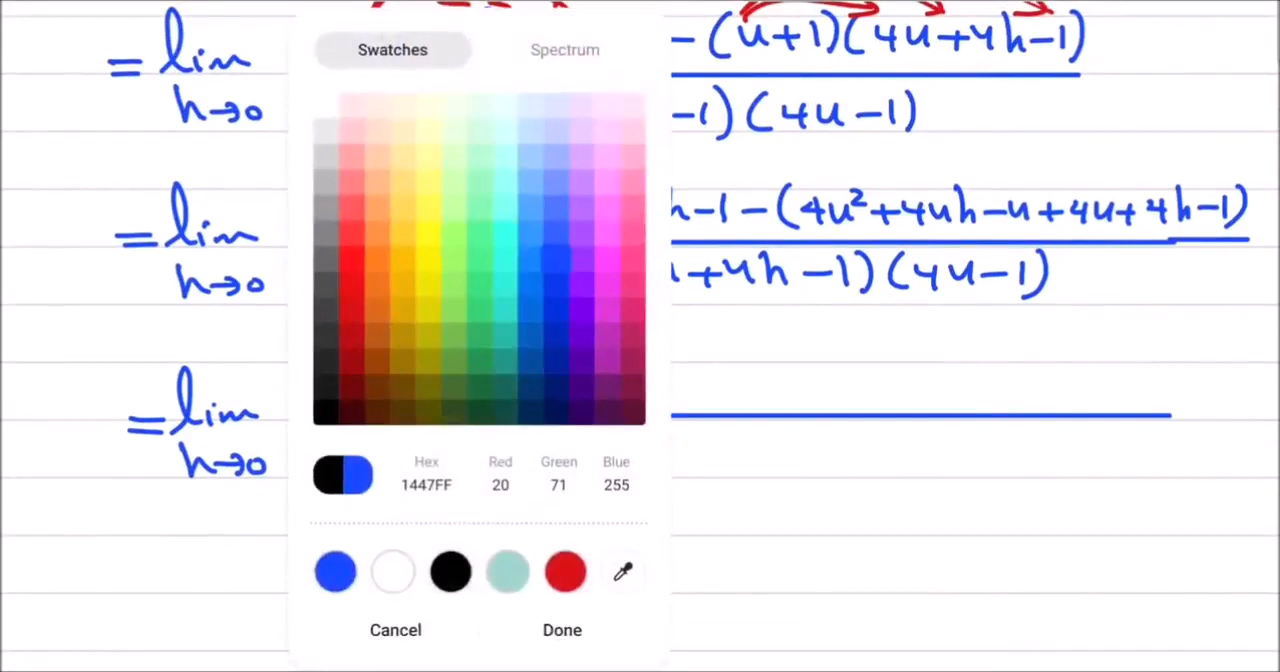 = lim -(u+1)(4u+4h-1)
h→0 -1)(4u-1)
= lim h-1-(4u²+4uh-u+4u+4h-1)
h→0 +4h-1)(4u-1)
= lim
h→0
Swatches Spectrum
Hex Red Green Blue
1447FF 20 71 255
Cancel Done